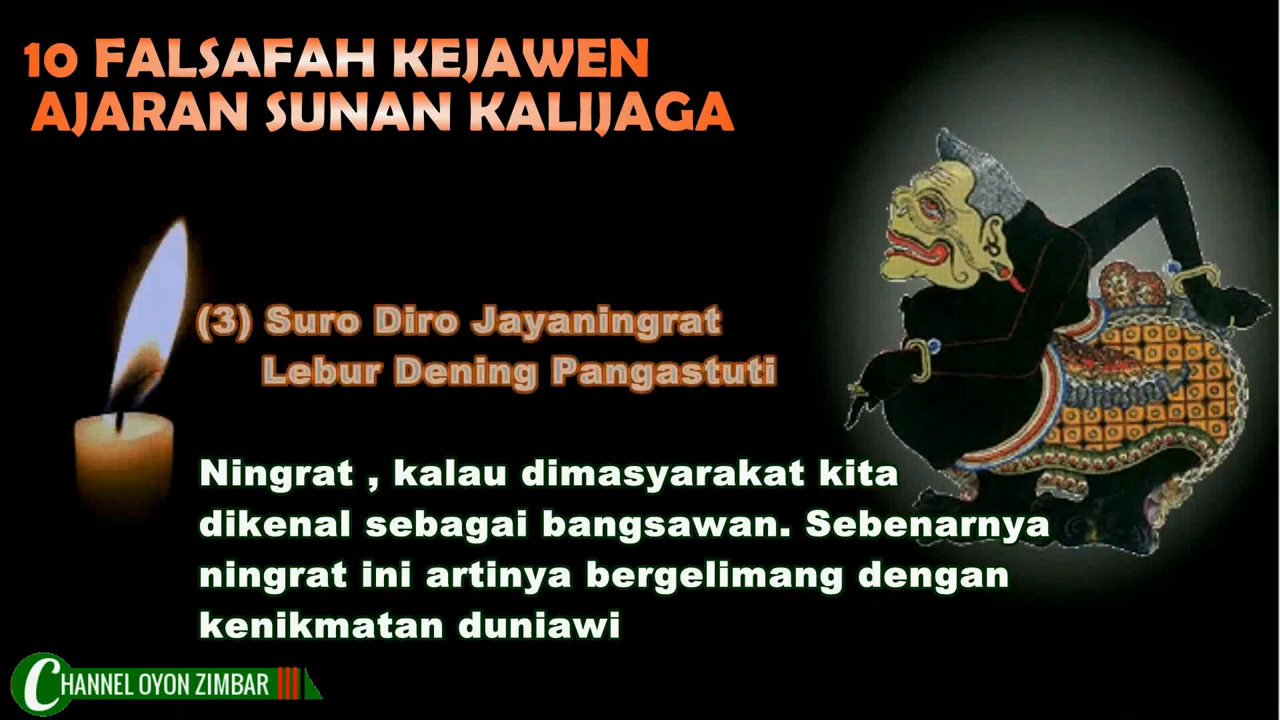 10 FALSAFAH KEJAWEN
AJARAN SUNAN KALIJAGA
(3) Suro Diro Jayaningrat
Lebur Dening Pangastuti
Ningrat , kalau dimasyarakat kita
dikenal sebagai bangsawan. Sebenarnya
ningrat ini artinya bergelimang dengan
kenikmatan duniawi
CHANNEL OYON ZIMBAR